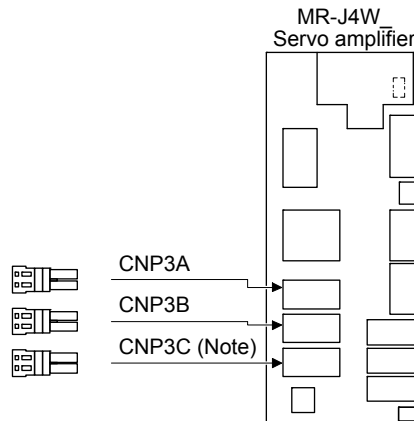 MR-J4W_
Servo amplifier
CNP3A
CNP3B
CNP3C (Note)